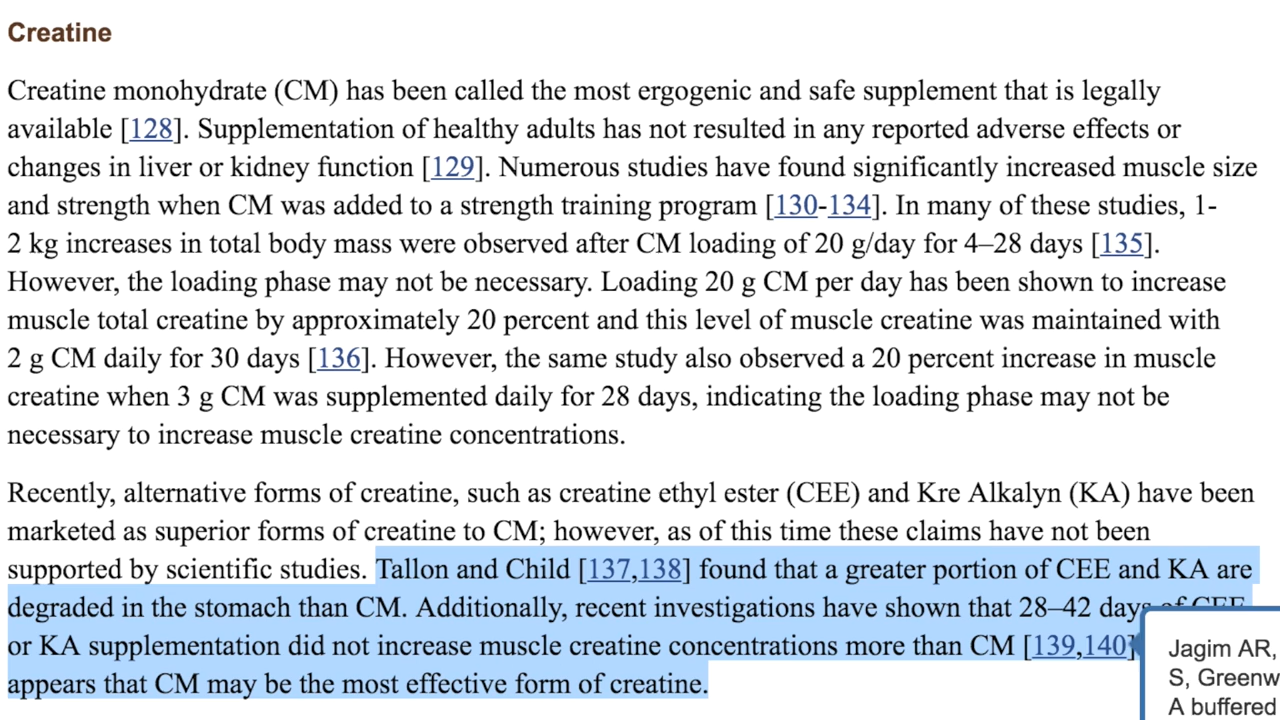 Creatine
Creatine monohydrate (CM) has been called the most ergogenic and safe supplement that is legally
available [128]. Supplementation of healthy adults has not resulted in any reported adverse effects or
changes in liver or kidney function [129]. Numerous studies have found significantly increased muscle size
and strength when CM was added to a strength training program [130-134]. In many of these studies, 1-
2 kg increases in total body mass were observed after CM loading of 20 g/day for 4–28 days [135].
However, the loading phase may not be necessary. Loading 20 g CM per day has been shown to increase
muscle total creatine by approximately 20 percent and this level of muscle creatine was maintained with
2 g CM daily for 30 days [136]. However, the same study also observed a 20 percent increase in muscle
creatine when 3 g CM was supplemented daily for 28 days, indicating the loading phase may not be
necessary to increase muscle creatine concentrations.
Recently, alternative forms of creatine, such as creatine ethyl ester (CEE) and Kre Alkalyn (KA) have been
marketed as superior forms of creatine to CM; however, as of this time these claims have not been
supported by scientific studies. Tallon and Child [137,138] found that a greater portion of CEE and KA are
degraded in the stomach than CM. Additionally, recent investigations have shown that 28–42 days of CEE
or KA supplementation did not increase muscle creatine concentrations more than CM [139,140]
appears that CM may be the most effective form of creatine.
Jagim AR,
S, Greenw
A buffered